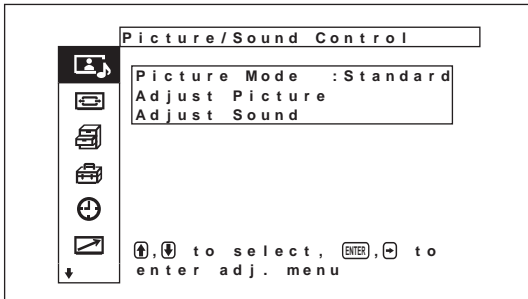 Picture/Sound Control
Picture Mode :Standard
Adjust Picture
Adjust Sound
↑,↓ to select, ENTER,→ to
enter adj. menu